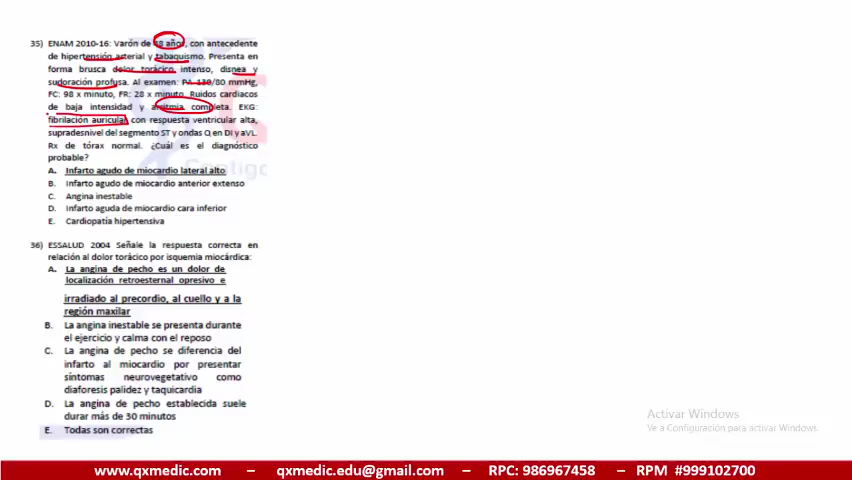 35) ENAM 2010-16: Varón de 48 años, con antecedente
de hipertensión arterial y tabaquismo. Presenta en
forma brusca dolor torácico intenso, disnea y
sudoración profusa. Al examen: PA 130/80 mmHg,
FC: 98 x minuto, FR: 28 x minuto. Ruidos cardiacos
de baja intensidad y arritmia completa. EKG:
fibrilación auricular con respuesta ventricular alta,
supradesnivel del segmento ST y ondas Q en DI y aVL.
Rx de tórax normal. ¿Cuál es el diagnóstico
probable?
A. Infarto agudo de miocardio lateral alto
B. Infarto agudo de miocardio anterior extenso
C. Angina inestable
D. Infarto aguda de miocardio cara inferior
E. Cardiopatía hipertensiva
Contigo
36) ESSALUD 2004 Señale la respuesta correcta en
relación al dolor torácico por isquemia miocárdica:
A. La angina de pecho es un dolor de
localización retroesternal opresivo e
irradiado al precordio, al cuello y a la
región maxilar
B. La angina inestable se presenta durante
el ejercicio y calma con el reposo
C. La angina de pecho se diferencia del
infarto al miocardio por presentar
síntomas neurovegetativo como
diaforesis palidez y taquicardia
D. La angina de pecho establecida suele
durar más de 30 minutos
E. Todas son correctas
Activar Windows
Ve a Configuración para activar Windows.
www.qxmedic.com – qxmedic.edu@gmail.com – RPC: 986967458 – RPM #999102700